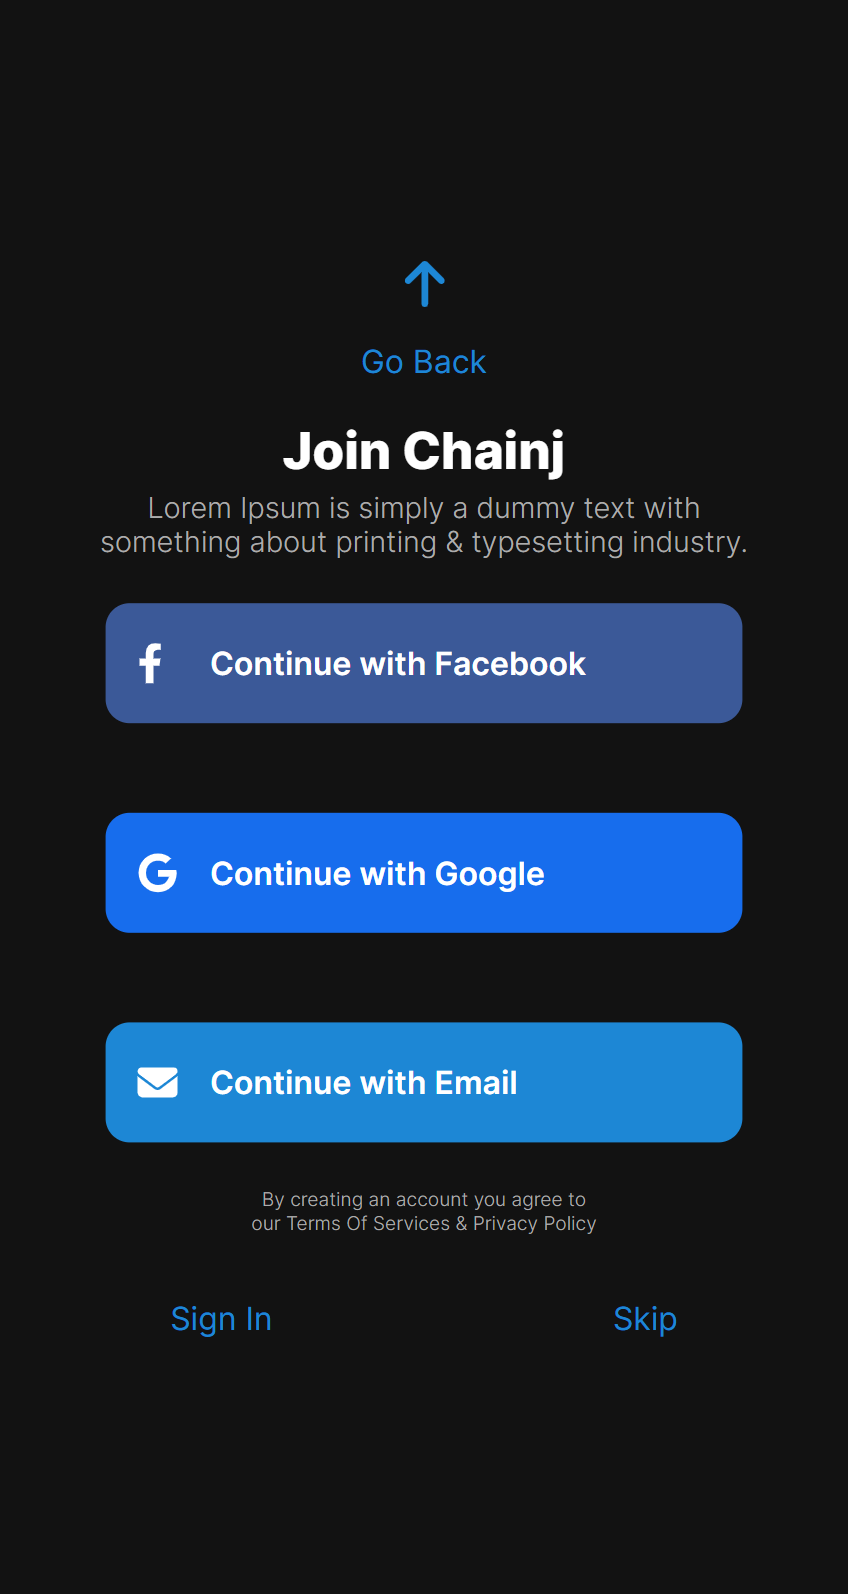 Go Back
Join Chainj
Lorem Ipsum is simply a dummy text with
something about printing & typesetting industry.
Continue with Facebook
Continue with Google
Continue with Email
By creating an account you agree to
our Terms Of Services & Privacy Policy
Sign In
Skip